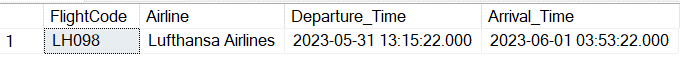 FlightCode Airline Departure_Time Arrival_Time
1 LH098 Lufthansa Airlines 2023-05-31 13:15:22.000 2023-06-01 03:53:22.000